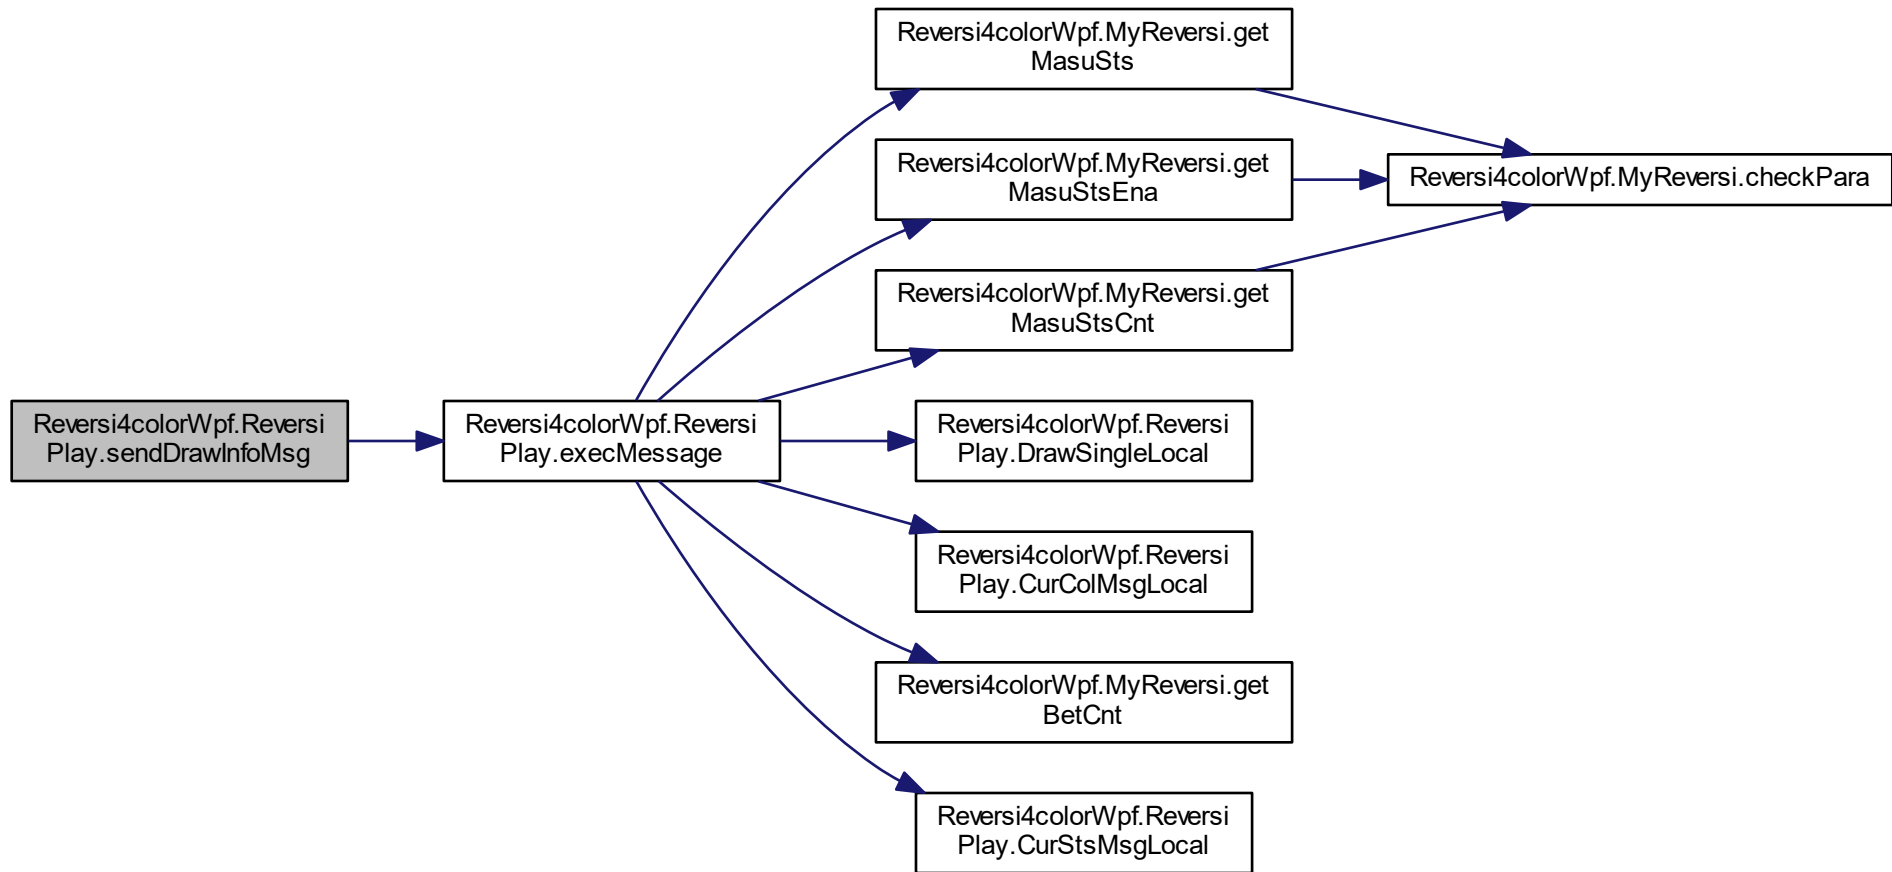 Reversi4colorWpf.MyReversi.get
MasuSts
Reversi4colorWpf.MyReversi.get
MasuStsEna
Reversi4colorWpf.MyReversi.checkPara
Reversi4colorWpf.MyReversi.get
MasuStsCnt
Reversi4colorWpf.Reversi
Play.sendDrawInfoMsg
Reversi4colorWpf.Reversi
Play.execMessage
Reversi4colorWpf.Reversi
Play.DrawSingleLocal
Reversi4colorWpf.Reversi
Play.CurColMsgLocal
Reversi4colorWpf.MyReversi.get
BetCnt
Reversi4colorWpf.Reversi
Play.CurStsMsgLocal